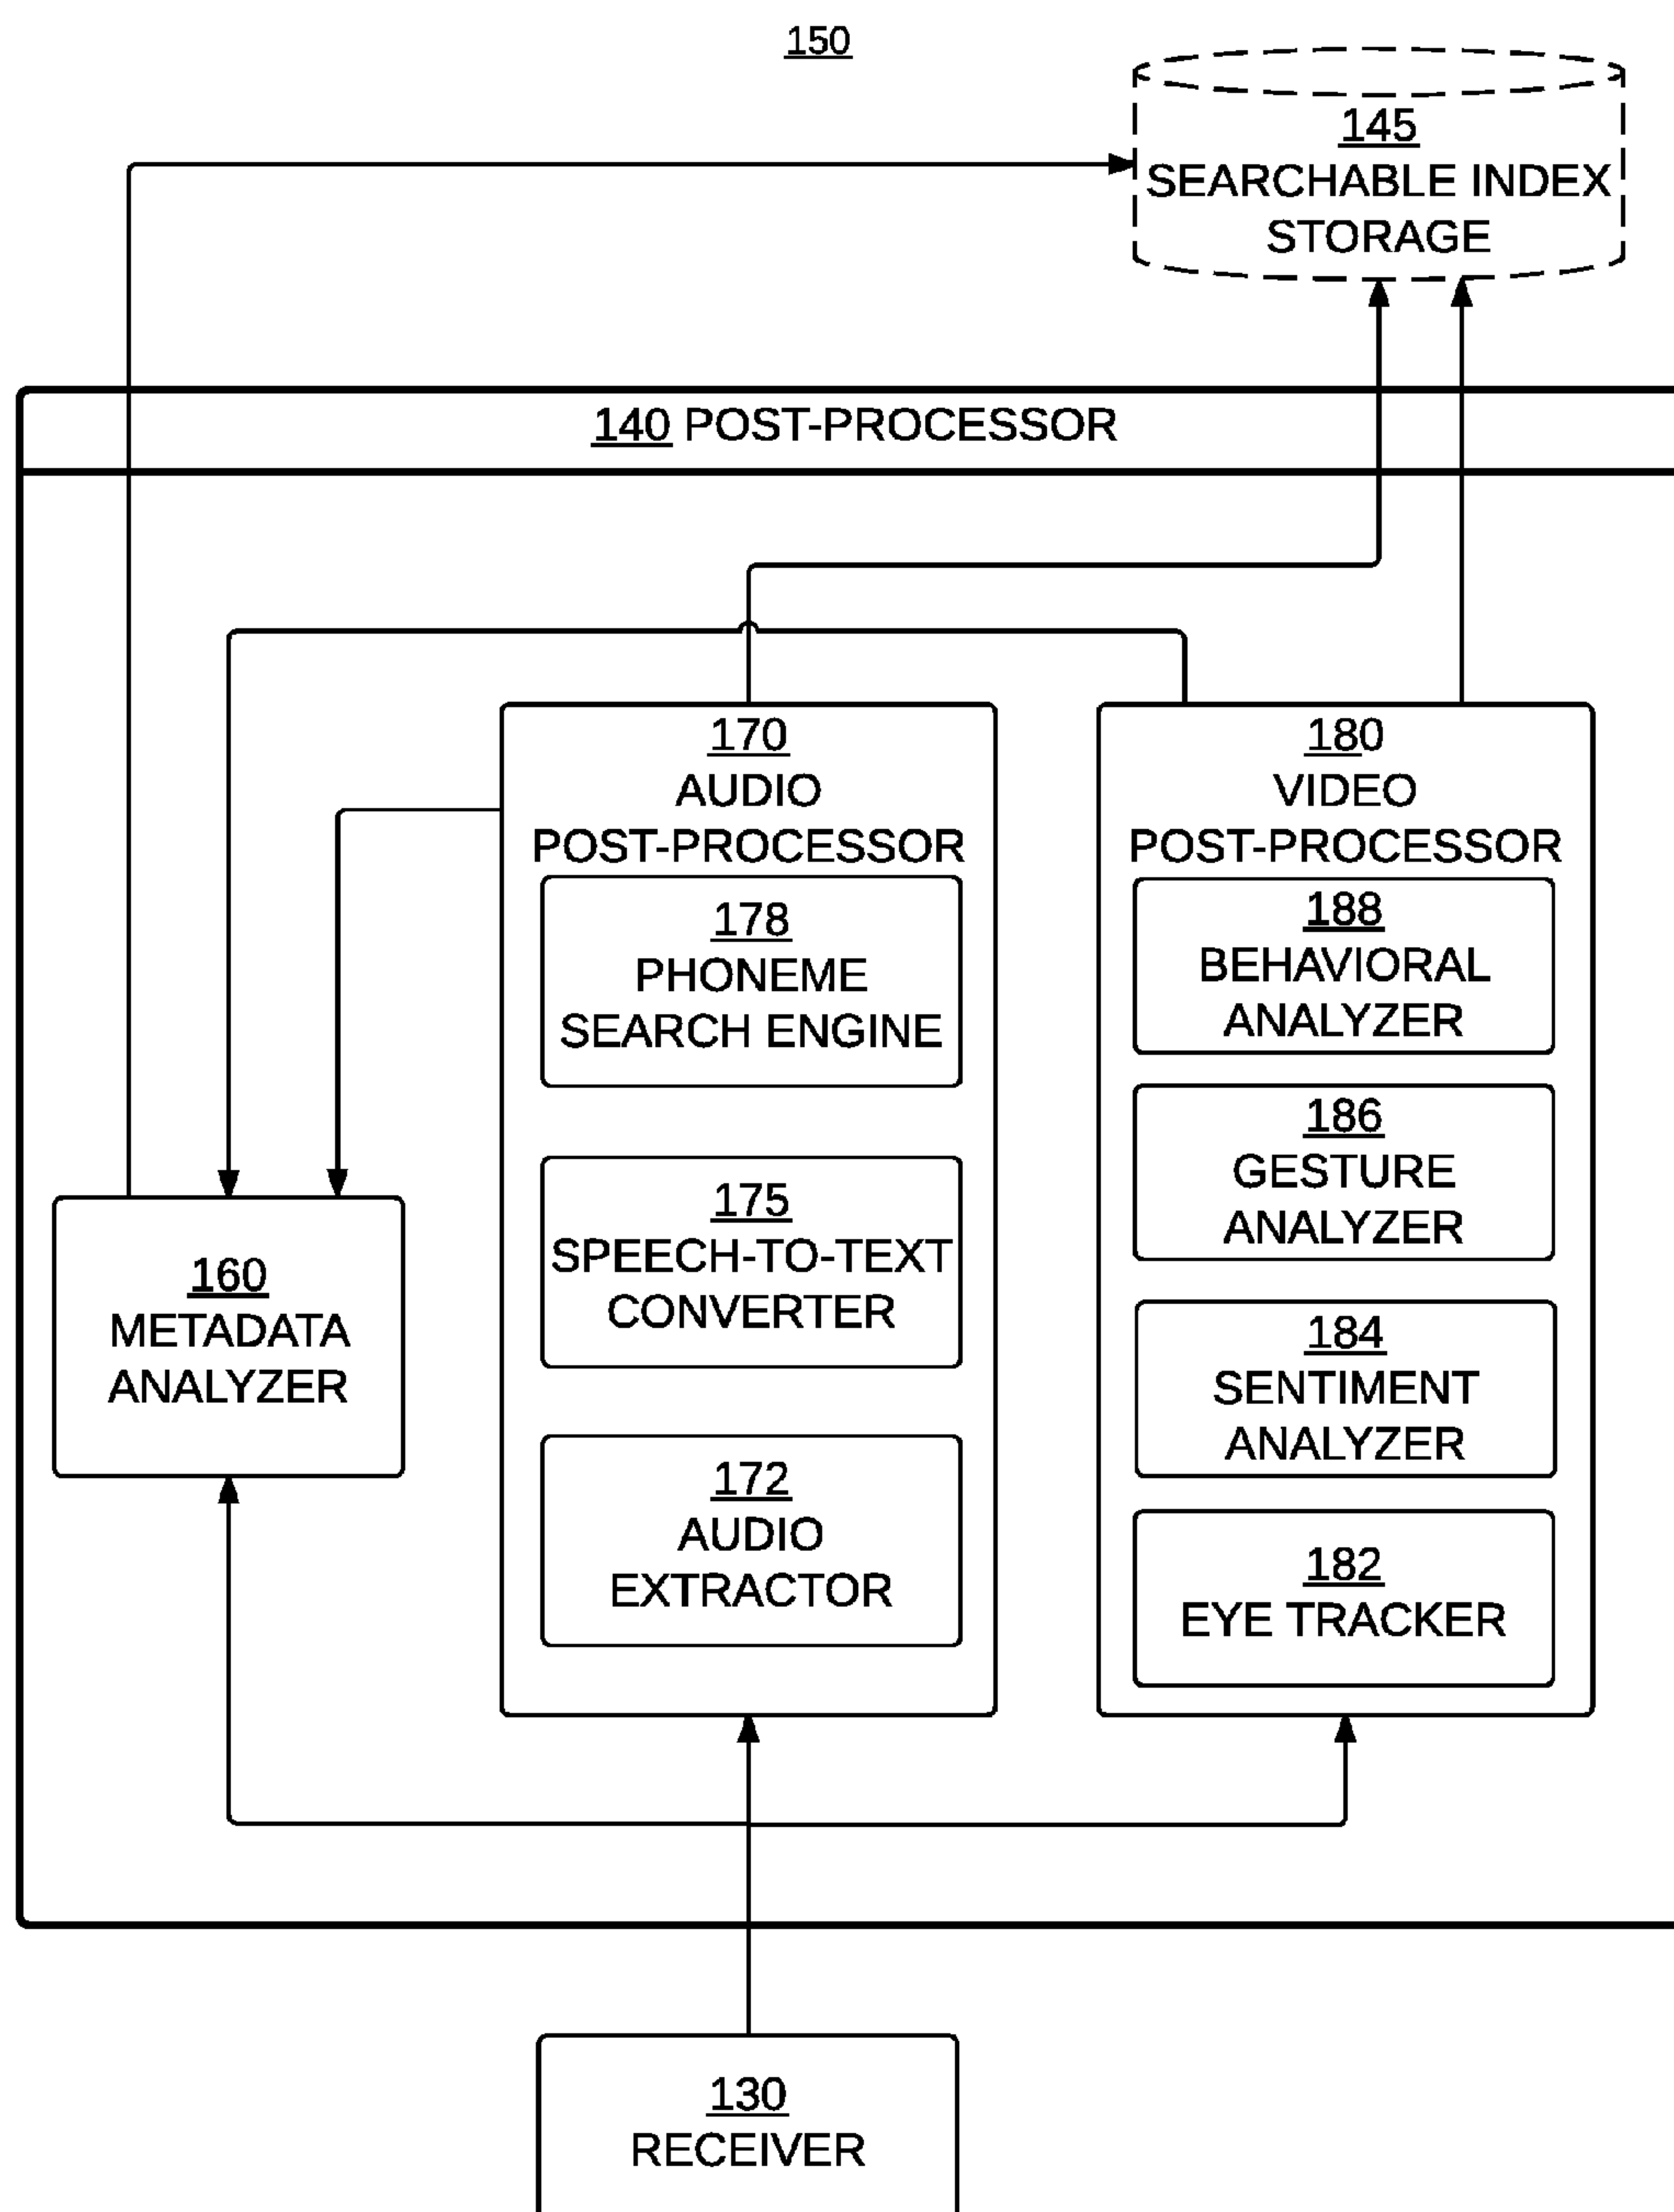 150
145
SEARCHABLE INDEX
STORAGE
140 POST-PROCESSOR
170
AUDIO
POST-PROCESSOR
178
PHONEME
SEARCH ENGINE
175
SPEECH-TO-TEXT
CONVERTER
172
AUDIO
EXTRACTOR
180
VIDEO
POST-PROCESSOR
188
BEHAVIORAL
ANALYZER
186
GESTURE
ANALYZER
184
SENTIMENT
ANALYZER
182
EYE TRACKER
160
METADATA
ANALYZER
130
RECEIVER